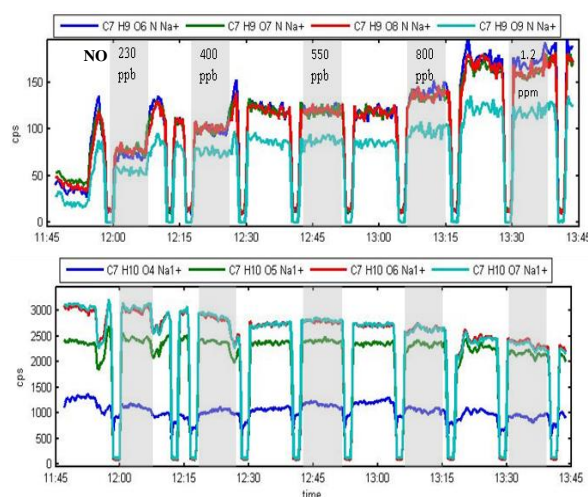 C7 H9 O6 N Na+ C7 H9 O7 N Na+ C7 H9 O8 N Na+ C7 H9 O9 N Na+
NO 230 ppb 400 ppb 550 ppb 800 ppb 1.2 ppm
150
100
50
0
cps
11:45 12:00 12:15 12:30 12:45 13:00 13:15 13:30 13:45
C7 H10 O4 Na1+ C7 H10 O5 Na1+ C7 H10 O6 Na1+ C7 H10 O7 Na1+
3000
2500
2000
1500
1000
500
0
cps
11:45 12:00 12:15 12:30 12:45 13:00 13:15 13:30 13:45
time